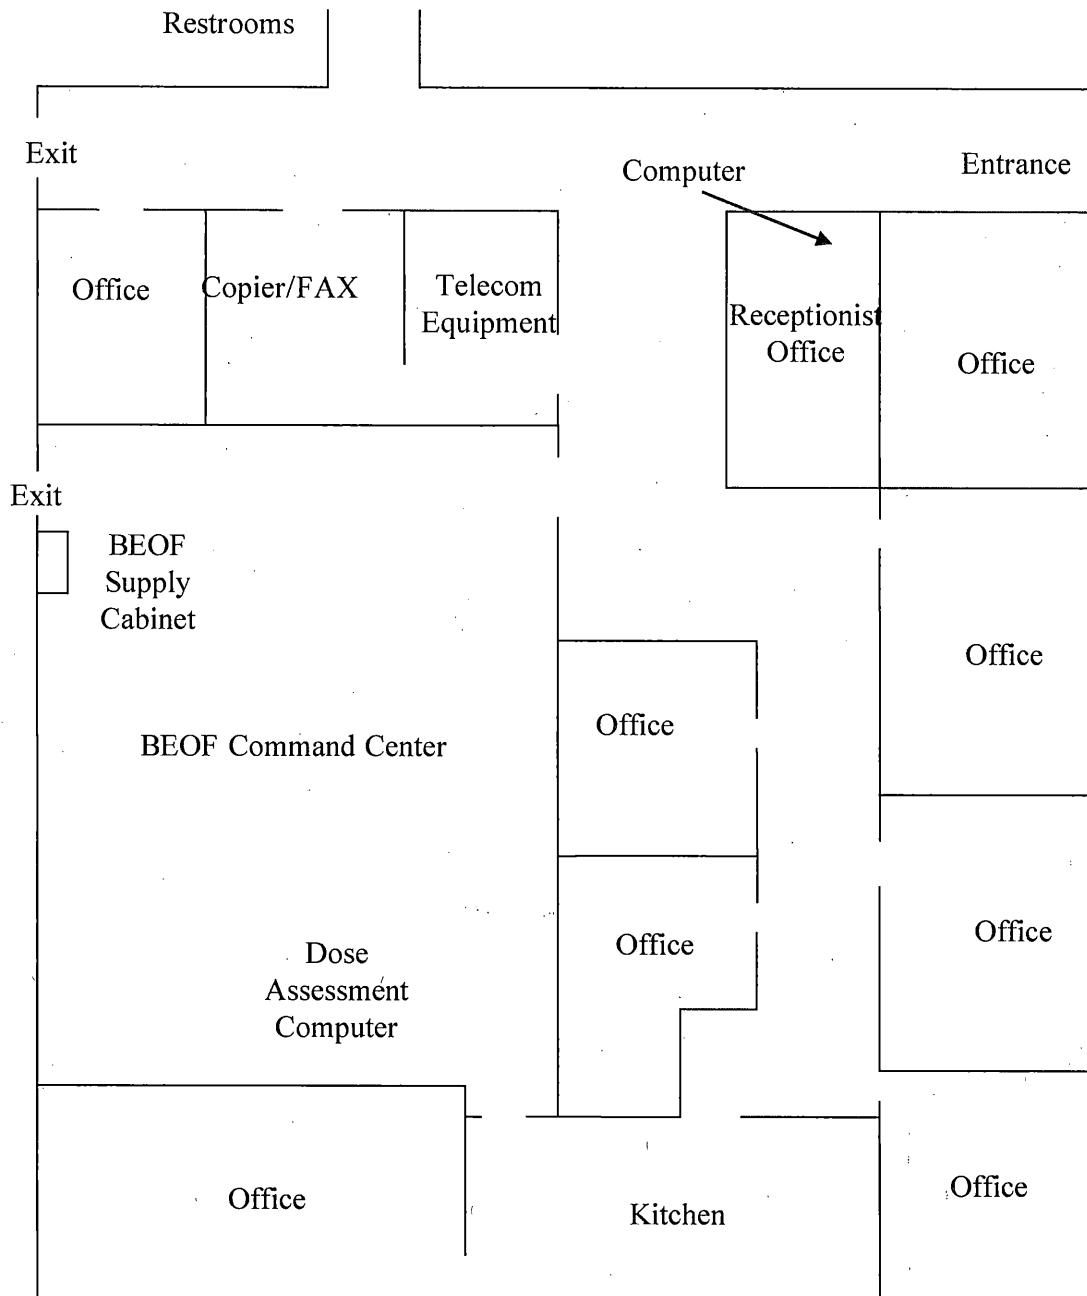 Restrooms
Exit
Computer
Entrance
Office
Copier/FAX
Telecom
Equipment
Receptionist
Office
Office
Exit
BEOF
Supply
Cabinet
Office
Office
BEOF Command Center
Office
Office
Dose
Assessment
Computer
Office
Kitchen
Office